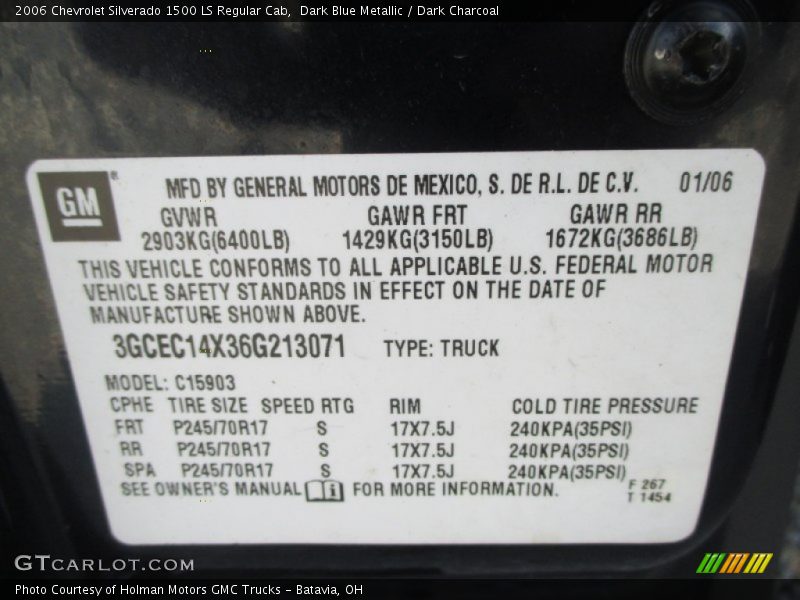 2006 Chevrolet Silverado 1500 LS Regular Cab,  Dark Blue Metallic / Dark Charcoal
GM®
MFD BY GENERAL MOTORS DE MEXICO, S. DE R.L. DE C.V. 01/06
GVWR GAWR FRT GAWR RR
2903KG(6400LB) 1429KG(3150LB) 1672KG(3686LB)
THIS VEHICLE CONFORMS TO ALL APPLICABLE U.S. FEDERAL MOTOR
VEHICLE SAFETY STANDARDS IN EFFECT ON THE DATE OF
MANUFACTURE SHOWN ABOVE.
3GCEC14X36G213071 TYPE: TRUCK
MODEL: C15903
CPHE TIRE SIZE SPEED RTG RIM COLD TIRE PRESSURE
FRT P245/70R17 S 17X7.5J 240KPA(35PSI)
RR P245/70R17 S 17X7.5J 240KPA(35PSI)
SPA P245/70R17 S 17X7.5J 240KPA(35PSI)
SEE OWNER'S MANUAL i FOR MORE INFORMATION.
F 267
T 1454
GTCARLOT.COM
Photo Courtesy of Holman Motors GMC Trucks - Batavia, OH